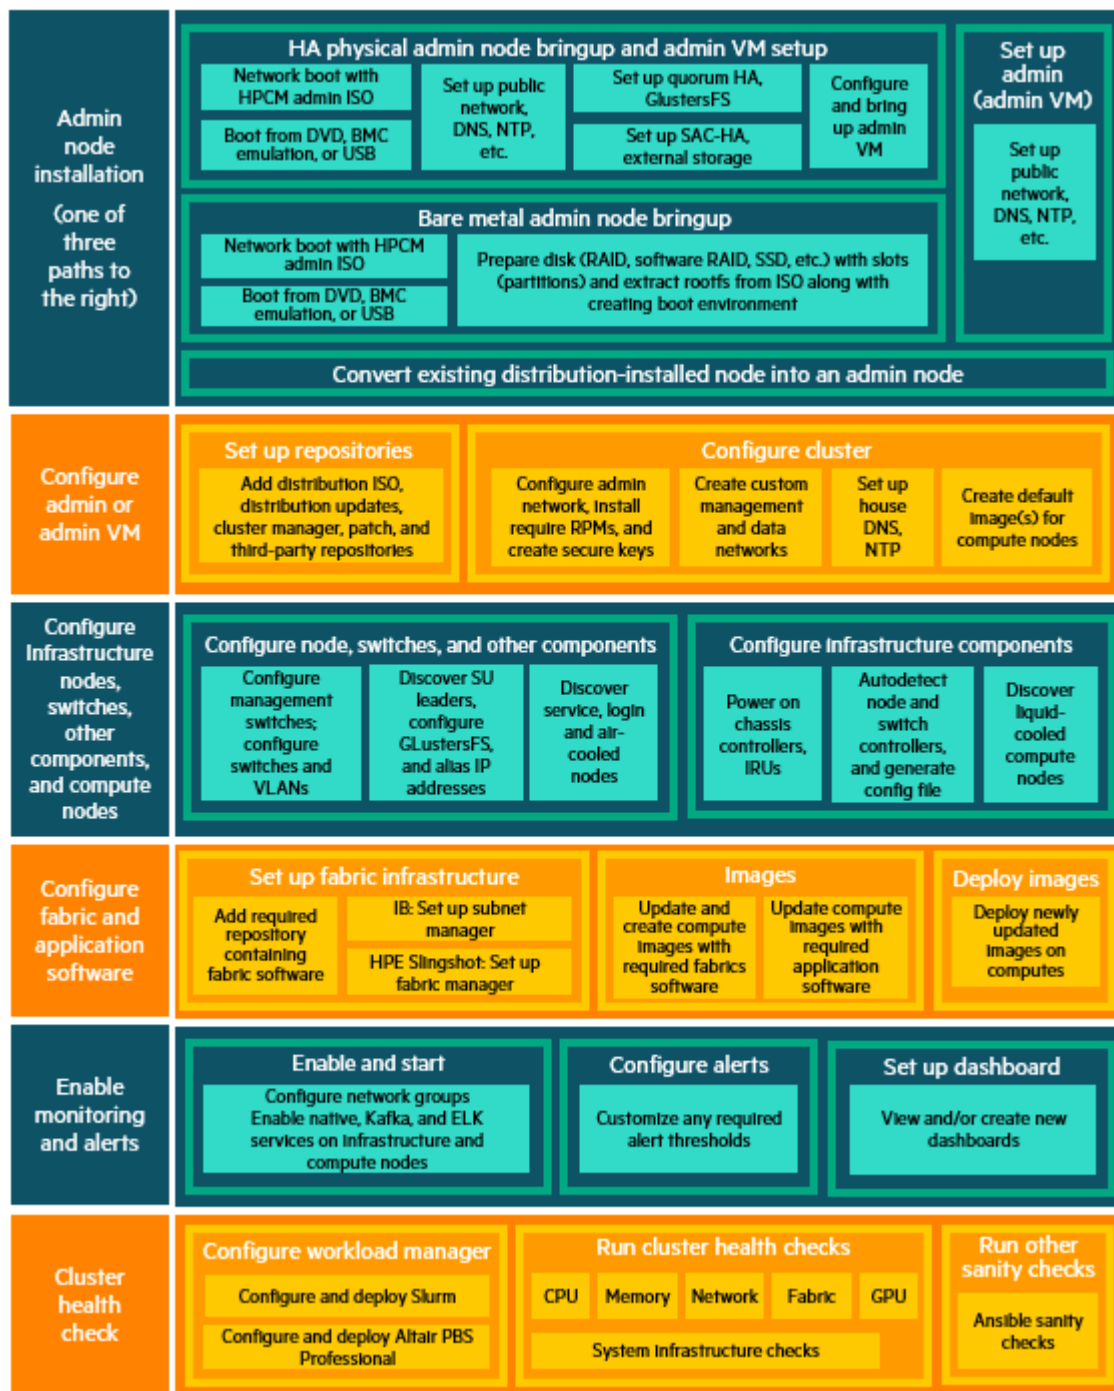 Admin
node
installation
(one of
three
paths to
the right)
HA physical admin node bringup and admin VM setup
Network boot with
HPCM admin ISO
Boot from DVD, BMC
emulation, or USB
Set up public
network,
DNS, NTP,
etc.
Set up quorum HA,
GlustersFS
Set up SAC-HA,
external storage
Configure
and bring
up admin
VM
Set up
admin
(admin VM)
Set up
public
network,
DNS, NTP,
etc.
Bare metal admin node bringup
Network boot with HPCM
admin ISO
Boot from DVD, BMC
emulation, or USB
Prepare disk (RAID, software RAID, SSD, etc.) with slots
(partitions) and extract rootfs from ISO along with
creating boot environment
Convert existing distribution-installed node into an admin node
Configure
admin or
admin VM
Set up repositories
Add distribution ISO,
distribution updates,
cluster manager, patch, and
third-party repositories
Configure cluster
Configure admin
network, install
require RPMs, and
create secure keys
Create custom
management
and data
networks
Set up
house
DNS,
NTP
Create default
image(s) for
compute nodes
Configure
Infrastructure
nodes,
switches,
other
components,
and compute
nodes
Configure node, switches, and other components
Configure
management
switches;
configure
switches and
VLANs
Discover SU
leaders,
configure
GLustersFS,
and alias IP
addresses
Discover
service, login
and air-
cooled
nodes
Configure infrastructure components
Power on
chassis
controllers,
IRUs
Autodetect
node and
switch
controllers,
and generate
config file
Discover
liquid-
cooled
compute
nodes
Configure
fabric and
application
software
Set up fabric infrastructure
Add required
repository
containing
fabric software
IB: Set up subnet
manager
HPE Slingshot: Set up
fabric manager
Images
Update and
create compute
images with
required fabrics
software
Update compute
images with
required
application
software
Deploy images
Deploy newly
updated
images on
computes
Enable
monitoring
and alerts
Enable and start
Configure network groups
Enable native, Kafka, and ELK
services on infrastructure and
compute nodes
Configure alerts
Customize any required
alert thresholds
Set up dashboard
View and/or create new
dashboards
Cluster
health
check
Configure workload manager
Configure and deploy Slurm
Configure and deploy Altair PBS
Professional
Run cluster health checks
CPU
Memory
Network
Fabric
GPU
System infrastructure checks
Run other
sanity checks
Ansible sanity
checks